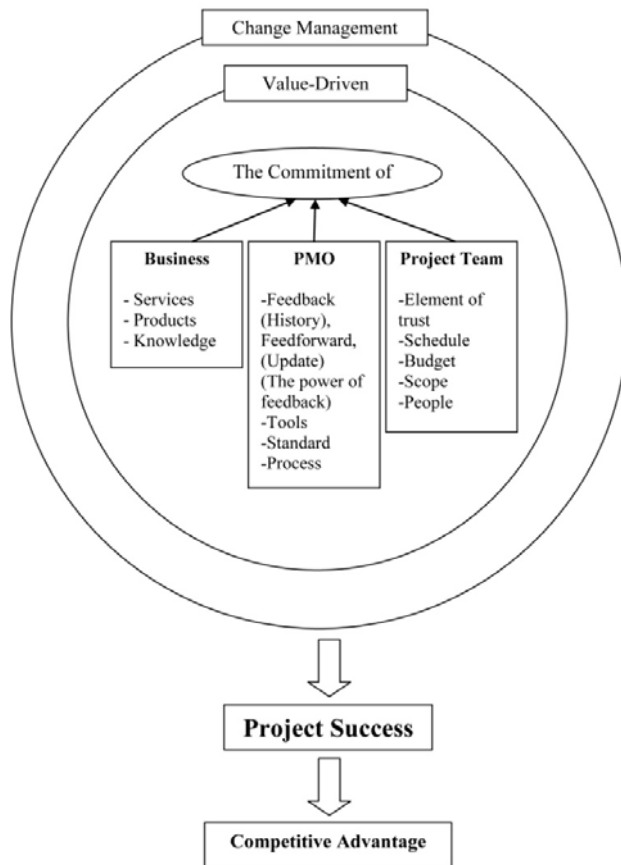 Change Management
Value-Driven
The Commitment of
Business
- Services
- Products
- Knowledge
PMO
-Feedback
(History),
Feedforward,
(Update)
(The power of
feedback)
-Tools
-Standard
-Process
Project Team
-Element of
trust
-Schedule
-Budget
-Scope
-People
Project Success
Competitive Advantage